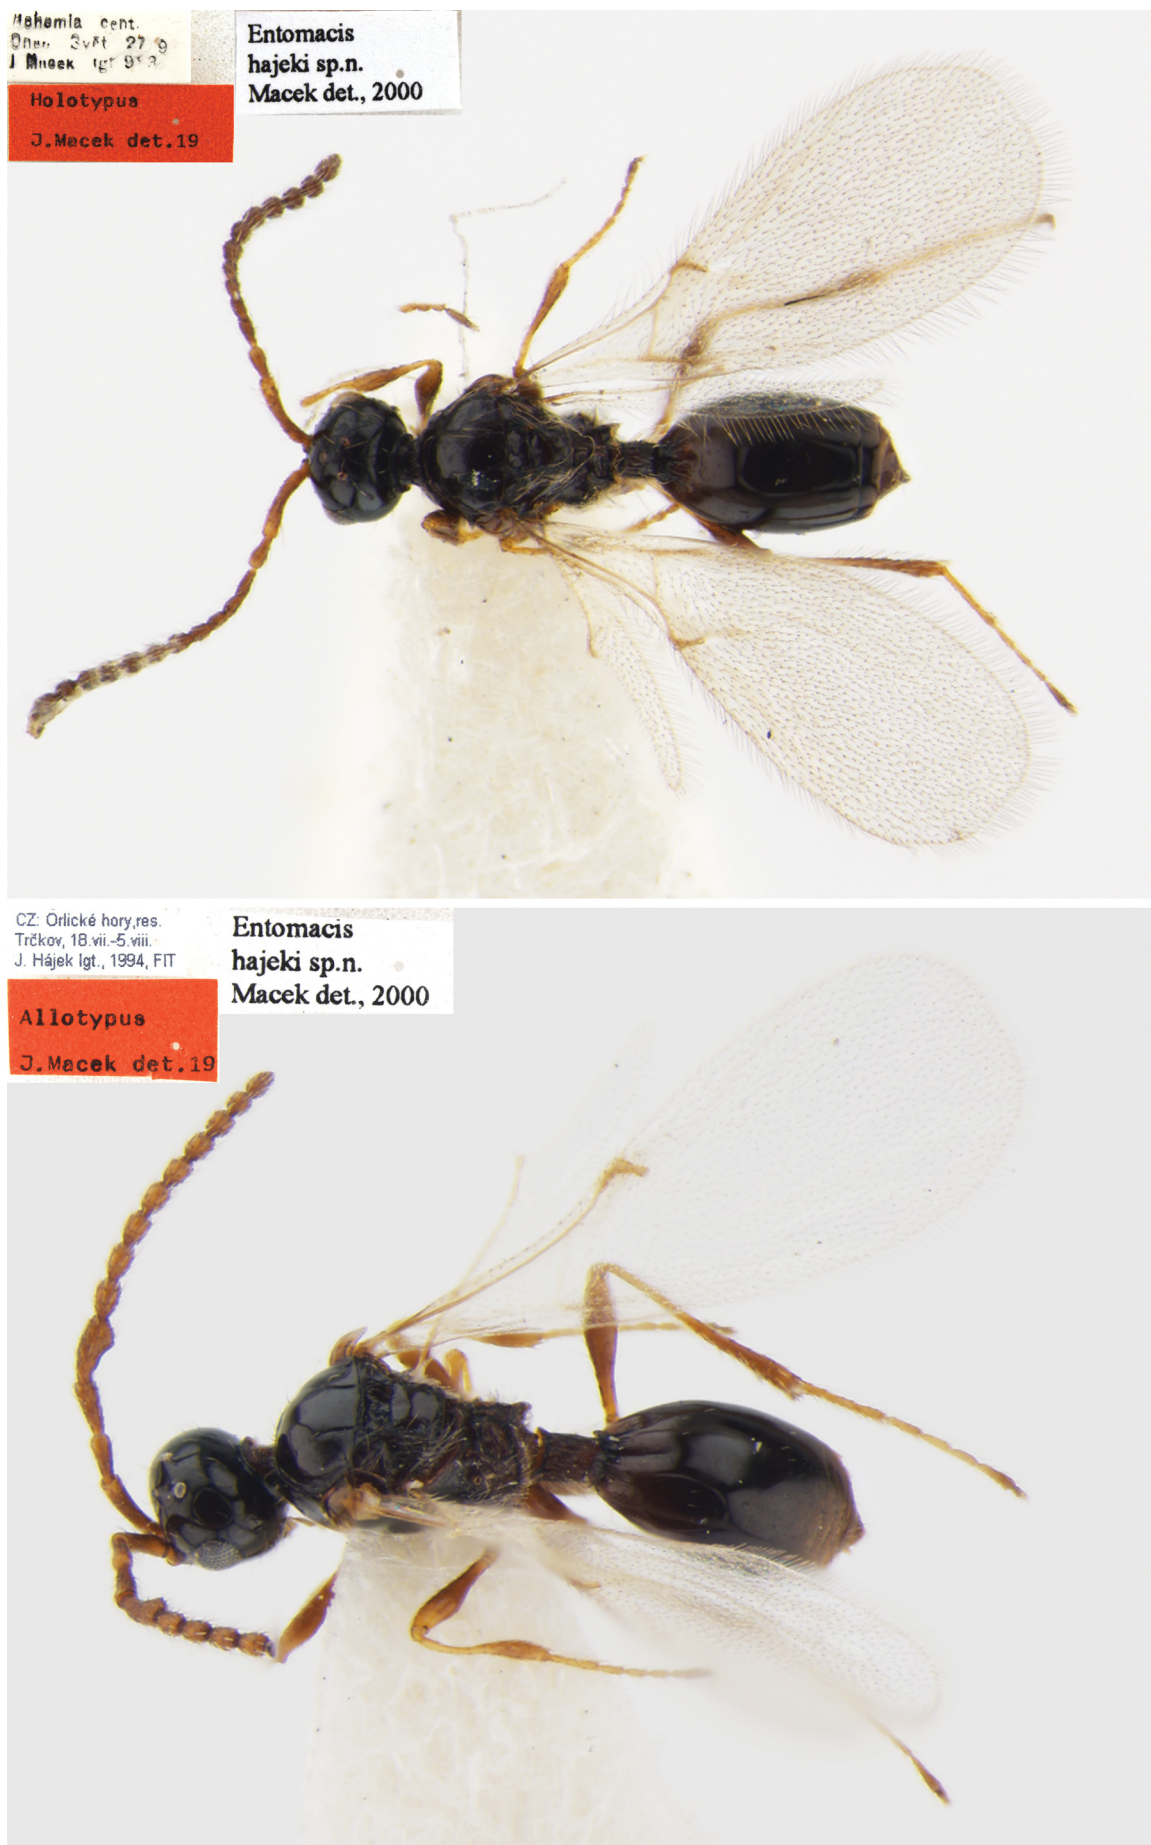 cent.
J
Holotypus
J.Macek det.19
Entomacis
hajeki sp.n.
Macek det., 2000
CZ: Orlické hory,res.
Trčkov, 18.vii.-5.viii.
J. Hájek lgt., 1994, FIT
Allotypus
J.Macek det.19
Entomacis
hajeki sp.n.
Macek det., 2000